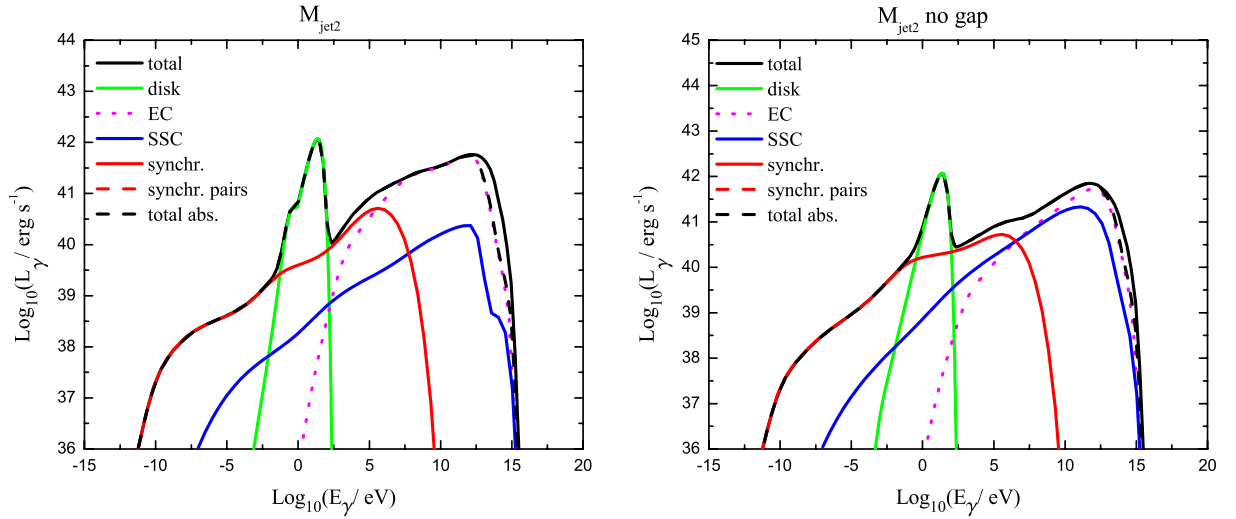 M_jet2
44
43
42
41
40
39
38
37
36
-15 -10 -5 0 5 10 15 20
Log10(Lγ / erg s-1)
Log10(Eγ / eV)
total
disk
EC
SSC
synchr.
synchr. pairs
total abs.
M_jet2 no gap
45
44
43
42
41
40
39
38
37
36
-15 -10 -5 0 5 10 15 20
Log10(Lγ / erg s-1)
Log10(Eγ / eV)
total
disk
EC
SSC
synchr.
synchr. pairs
total abs.